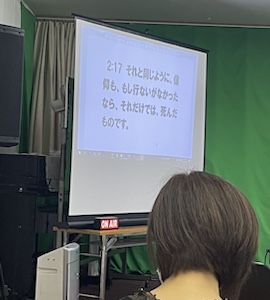 2:17 それと同じように、信
仰も、もし行ないがなかった
なら、それだけでは、死んだ
ものです。
ON AIR